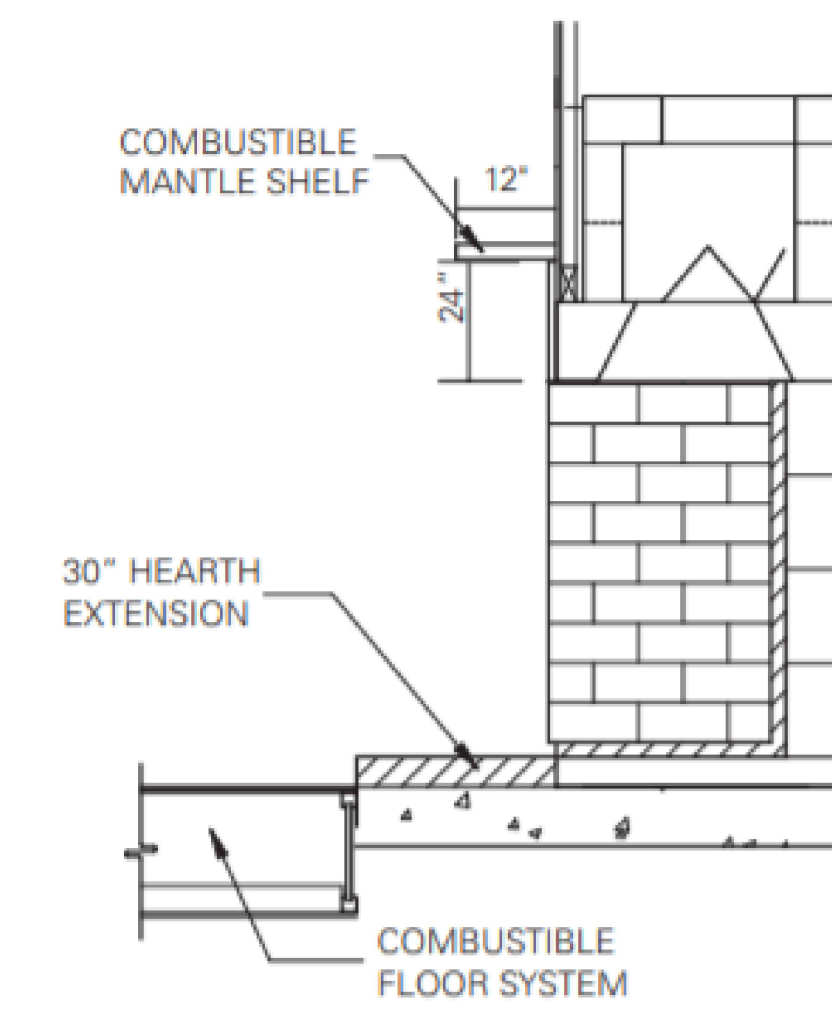 COMBUSTIBLE
MANTLE SHELF
12"
24"
30" HEARTH
EXTENSION
COMBUSTIBLE
FLOOR SYSTEM